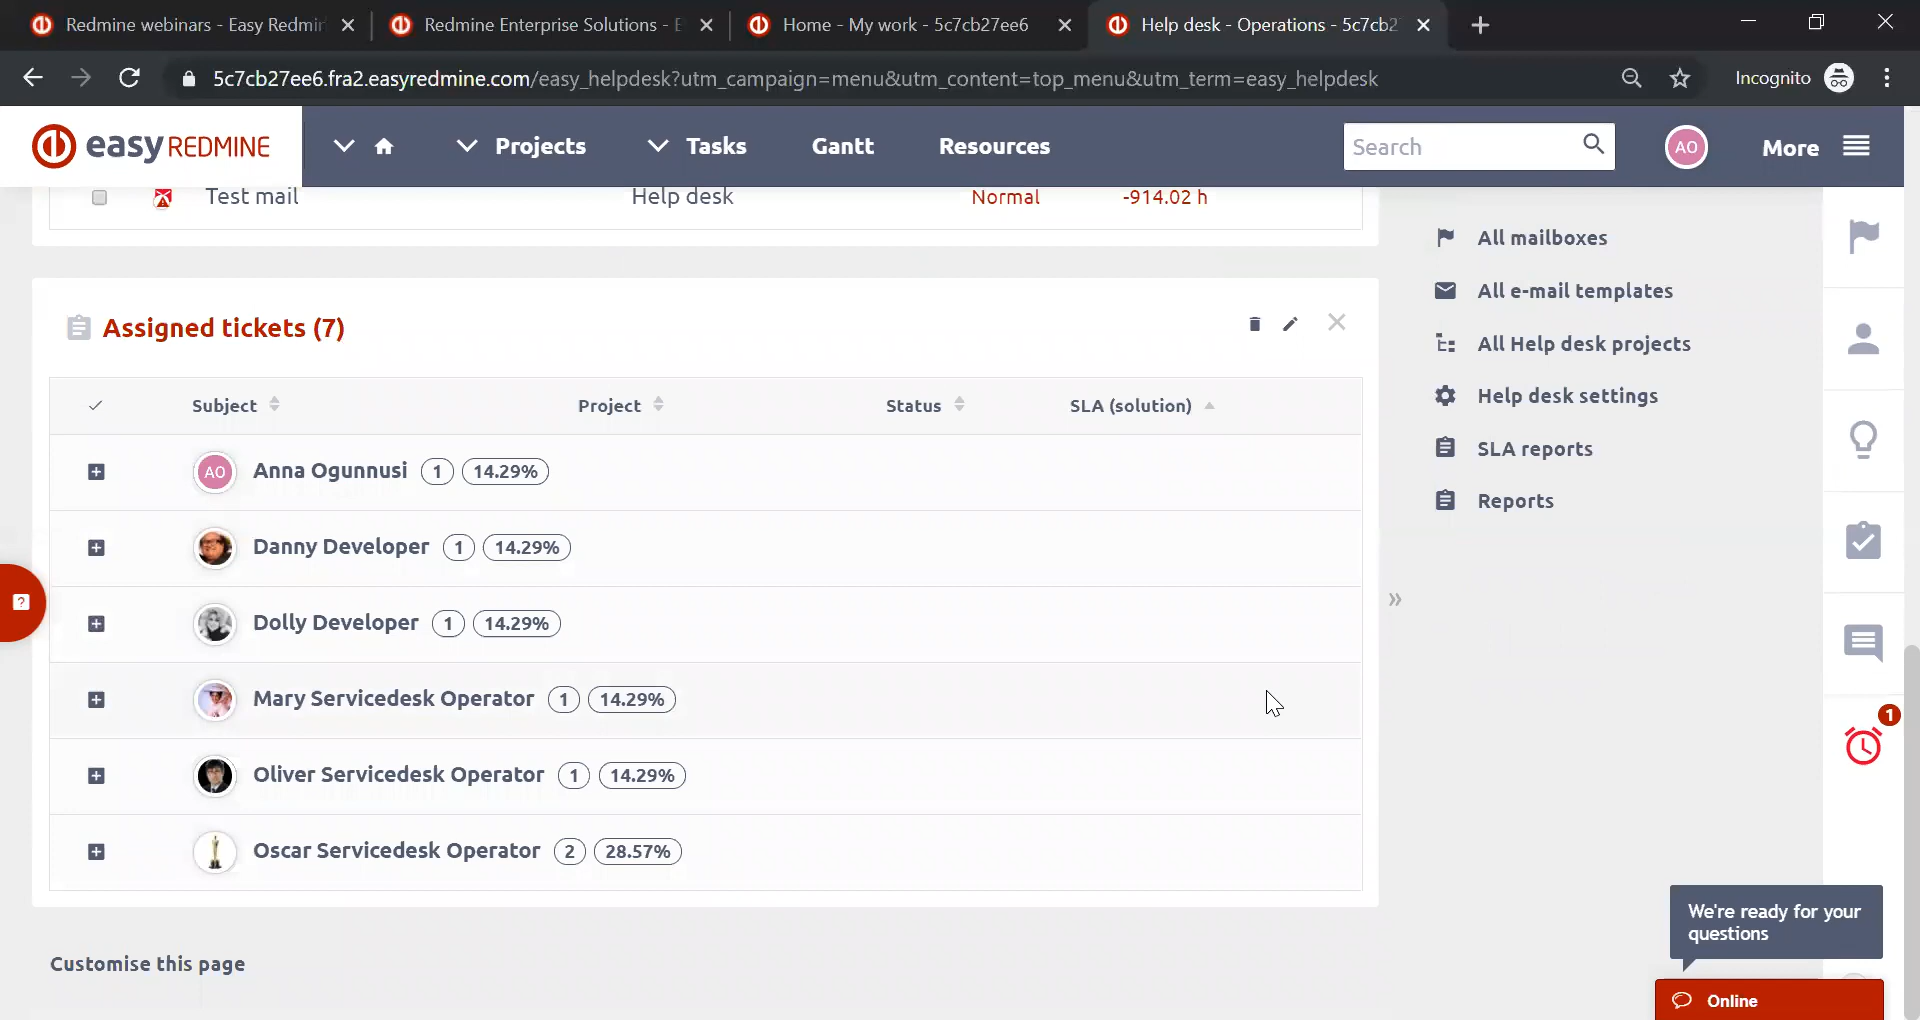 Redmine webinars - Easy Redmin
Redmine Enterprise Solutions - E
Home - My work - 5c7cb27ee6
Help desk - Operations - 5c7cb2
5c7cb27ee6.fra2.easyredmine.com/easy_helpdesk?utm_campaign=menu&utm_content=top_menu&utm_term=easy_helpdesk
Incognito
easy REDMINE
Projects
Tasks
Gantt
Resources
Search
AO
More
Test mail
Help desk
Normal
-914.02 h
All mailboxes
All e-mail templates
All Help desk projects
Help desk settings
SLA reports
Reports
Assigned tickets (7)
Subject
Project
Status
SLA (solution)
AO Anna Ogunnusi 1 14.29%
Danny Developer 1 14.29%
Dolly Developer 1 14.29%
Mary Servicedesk Operator 1 14.29%
Oliver Servicedesk Operator 1 14.29%
Oscar Servicedesk Operator 2 28.57%
?
»
1
Customise this page
We're ready for your
questions
Online